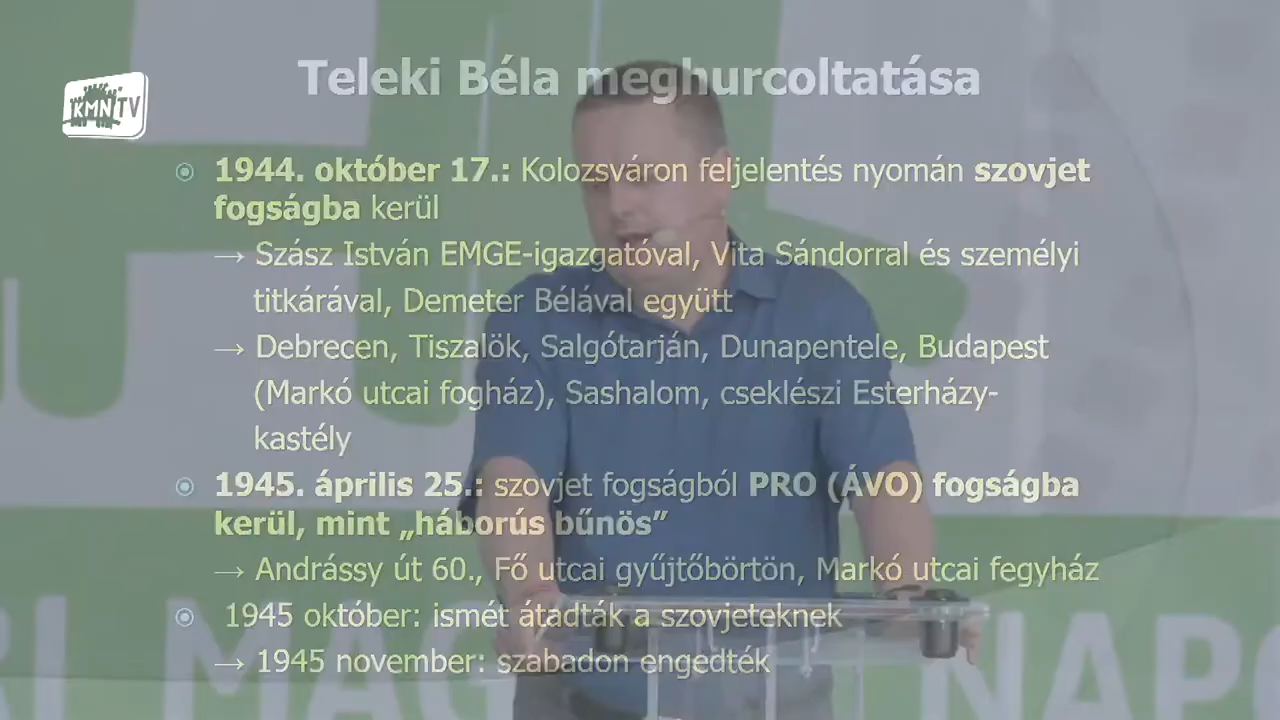 KMN TV
Teleki Béla meghurcoltatása
1944. október 17.: Kolozsváron feljelentés nyomán szovjet
fogságba kerül
→ Szász István EMGE-igazgatóval, Vita Sándorral és személyi
titkárával, Demeter Bélával együtt
→ Debrecen, Tiszalök, Salgótarján, Dunapentele, Budapest
(Markó utcai fogház), Sashalom, cseklészi Esterházy-
kastély
1945. április 25.: szovjet fogságból PRO (ÁVO) fogságba
kerül, mint „háborús bűnös”
→ Andrássy út 60., Fő utcai gyűjtőbörtön, Markó utcai fegyház
1945 október: ismét átadták a szovjeteknek
→ 1945 november: szabadon engedték